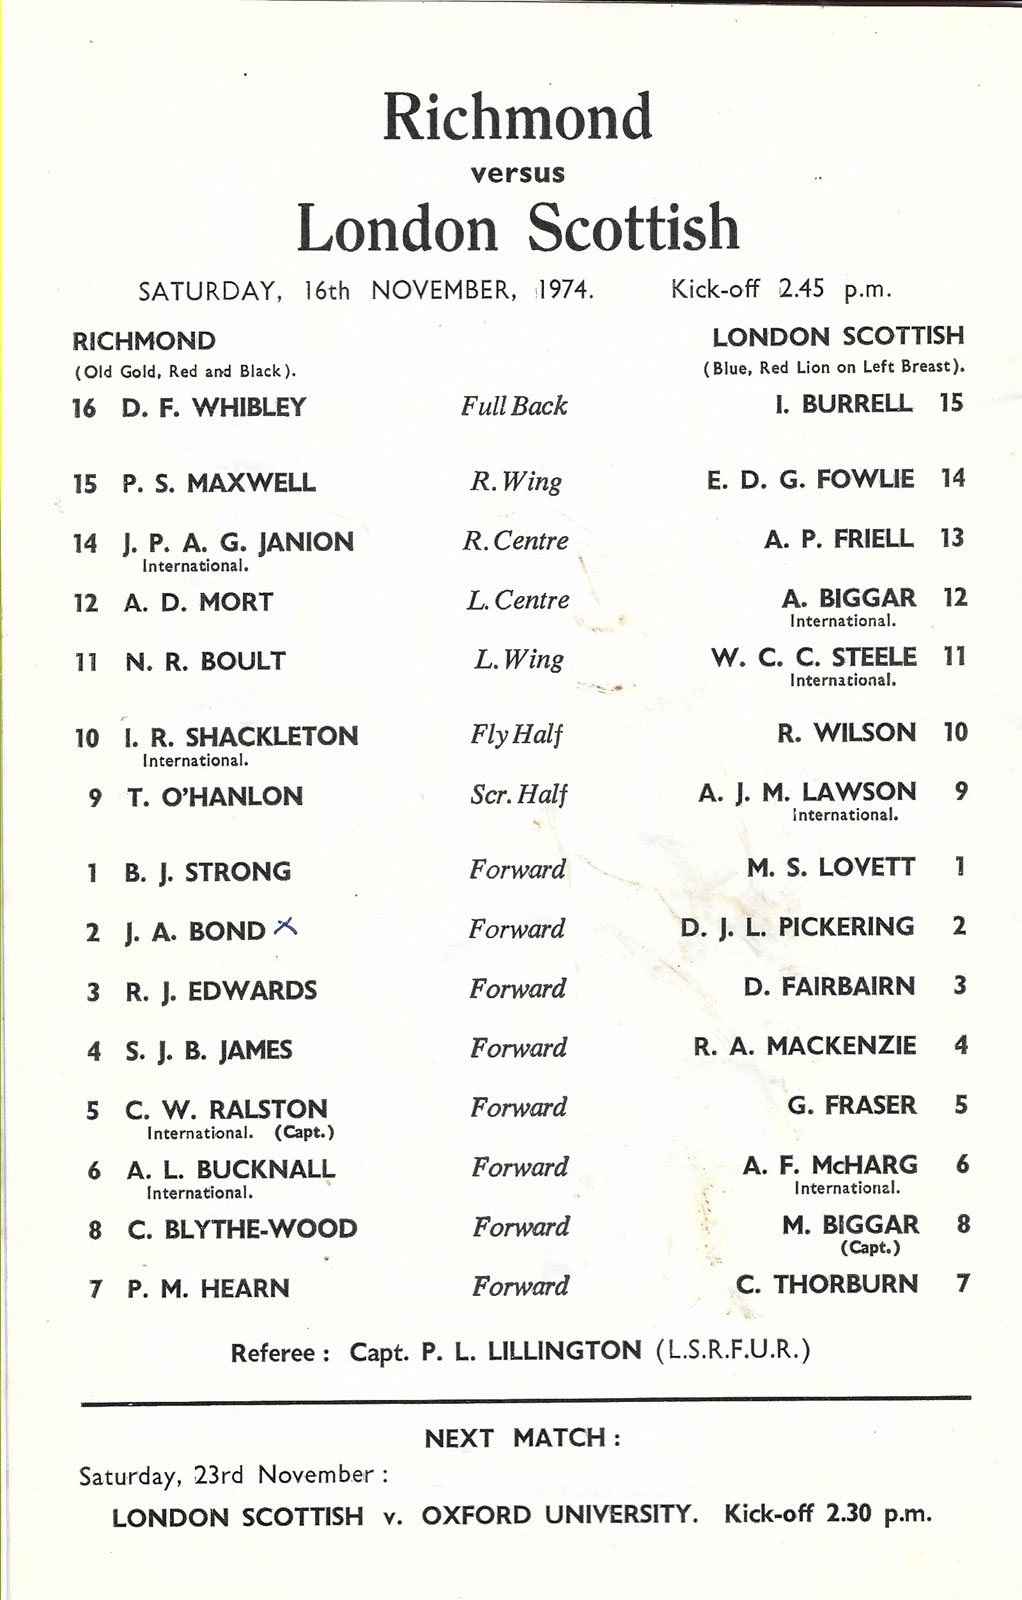 Richmond
versus
London Scottish
SATURDAY, 16th NOVEMBER, 1974. Kick-off 2.45 p.m.
RICHMOND LONDON SCOTTISH
(Old Gold, Red and Black). (Blue, Red Lion on Left Breast).
16 D. F. WHIBLEY Full Back I. BURRELL 15
15 P. S. MAXWELL R. Wing E. D. G. FOWLIE 14
14 J. P. A. G. JANION R. Centre A. P. FRIELL 13
International.
12 A. D. MORT L. Centre A. BIGGAR 12
International.
11 N. R. BOULT L. Wing W. C. C. STEELE 11
International.
10 I. R. SHACKLETON Fly Half R. WILSON 10
International.
9 T. O'HANLON Scr. Half A. J. M. LAWSON 9
International.
1 B. J. STRONG Forward M. S. LOVETT 1
2 J. A. BOND X Forward D. J. L. PICKERING 2
3 R. J. EDWARDS Forward D. FAIRBAIRN 3
4 S. J. B. JAMES Forward R. A. MACKENZIE 4
5 C. W. RALSTON Forward G. FRASER 5
International. (Capt.)
6 A. L. BUCKNALL Forward A. F. McHARG 6
International. International.
8 C. BLYTHE-WOOD Forward M. BIGGAR 8
(Capt.)
7 P. M. HEARN Forward C. THORBURN 7
Referee : Capt. P. L. LILLINGTON (L.S.R.F.U.R.)
NEXT MATCH :
Saturday, 23rd November :
LONDON SCOTTISH v. OXFORD UNIVERSITY. Kick-off 2.30 p.m.